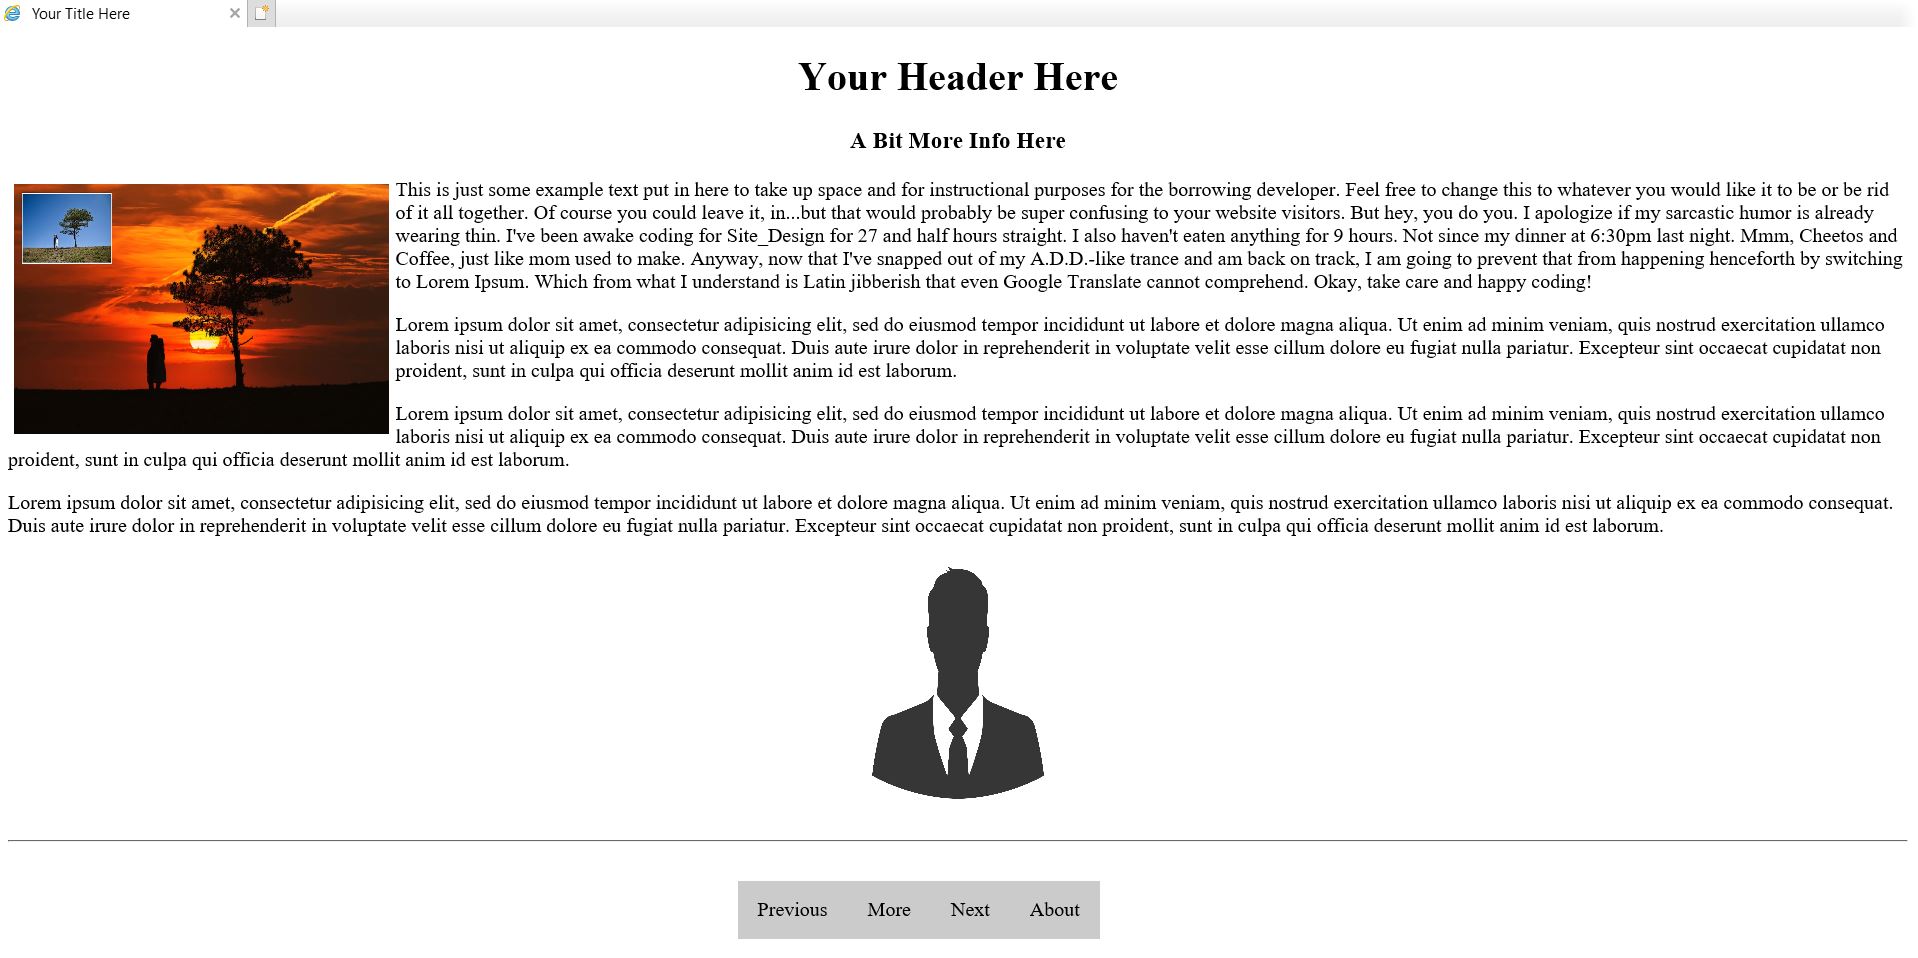 Your Title Here
Your Header Here
A Bit More Info Here
This is just some example text put in here to take up space and for instructional purposes for the borrowing developer. Feel free to change this to whatever you would like it to be or be rid
of it all together. Of course you could leave it, in...but that would probably be super confusing to your website visitors. But hey, you do you. I apologize if my sarcastic humor is already
wearing thin. I've been awake coding for Site_Design for 27 and half hours straight. I also haven't eaten anything for 9 hours. Not since my dinner at 6:30pm last night. Mmm, Cheetos and
Coffee, just like mom used to make. Anyway, now that I've snapped out of my A.D.D.-like trance and am back on track, I am going to prevent that from happening henceforth by switching
to Lorem Ipsum. Which from what I understand is Latin jibberish that even Google Translate cannot comprehend. Okay, take care and happy coding!
Lorem ipsum dolor sit amet, consectetur adipisicing elit, sed do eiusmod tempor incididunt ut labore et dolore magna aliqua. Ut enim ad minim veniam, quis nostrud exercitation ullamco
laboris nisi ut aliquip ex ea commodo consequat. Duis aute irure dolor in reprehenderit in voluptate velit esse cillum dolore eu fugiat nulla pariatur. Excepteur sint occaecat cupidatat non
proident, sunt in culpa qui officia deserunt mollit anim id est laborum.
Lorem ipsum dolor sit amet, consectetur adipisicing elit, sed do eiusmod tempor incididunt ut labore et dolore magna aliqua. Ut enim ad minim veniam, quis nostrud exercitation ullamco
laboris nisi ut aliquip ex ea commodo consequat. Duis aute irure dolor in reprehenderit in voluptate velit esse cillum dolore eu fugiat nulla pariatur. Excepteur sint occaecat cupidatat non
proident, sunt in culpa qui officia deserunt mollit anim id est laborum.
Lorem ipsum dolor sit amet, consectetur adipisicing elit, sed do eiusmod tempor incididunt ut labore et dolore magna aliqua. Ut enim ad minim veniam, quis nostrud exercitation ullamco laboris nisi ut aliquip ex ea commodo consequat.
Duis aute irure dolor in reprehenderit in voluptate velit esse cillum dolore eu fugiat nulla pariatur. Excepteur sint occaecat cupidatat non proident, sunt in culpa qui officia deserunt mollit anim id est laborum.
Previous More Next About